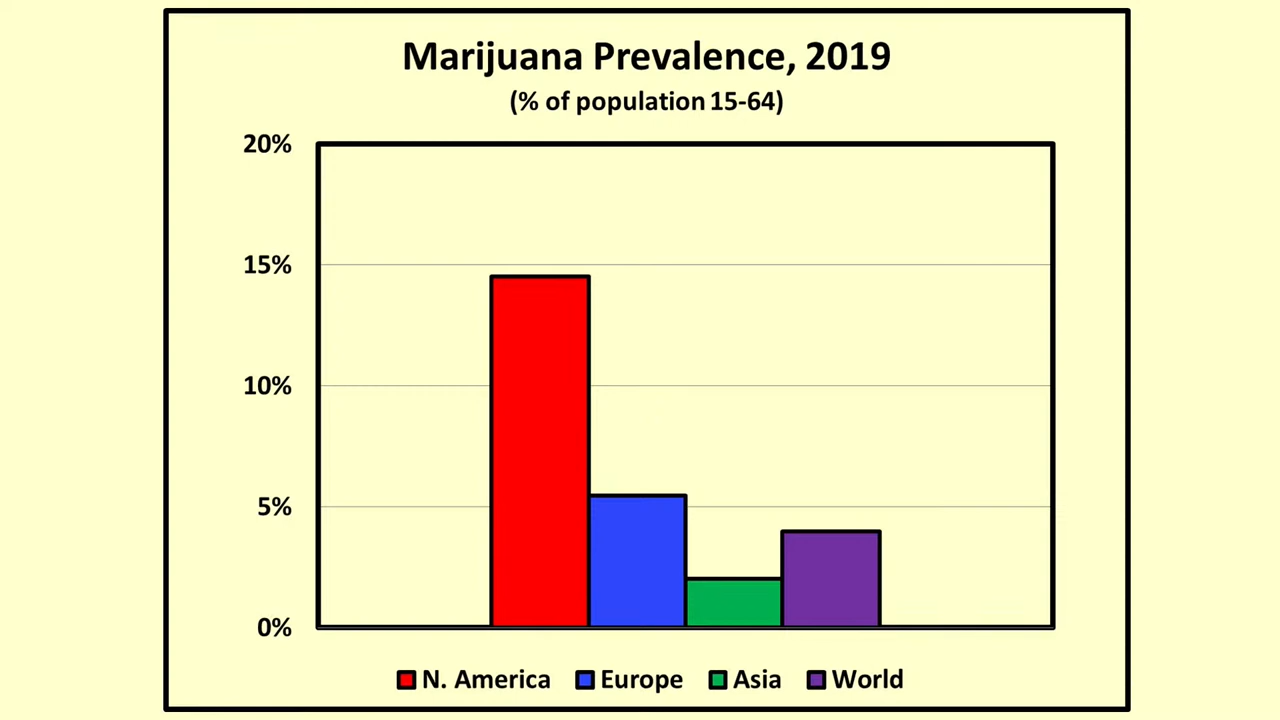 Marijuana Prevalence, 2019
(% of population 15-64)
20%
15%
10%
5%
0%
N. America Europe Asia World